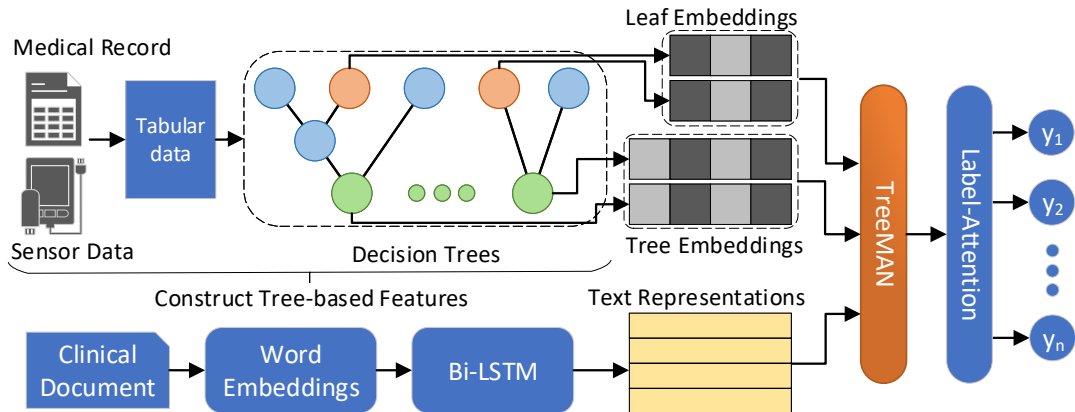 Leaf Embeddings
Medical Record
Tabular
data
Sensor Data
Decision Trees
Tree Embeddings
Construct Tree-based Features
Text Representations
Clinical
Document
Word
Embeddings
Bi-LSTM
TreeMAN
Label-Attention
y1
y2
yn